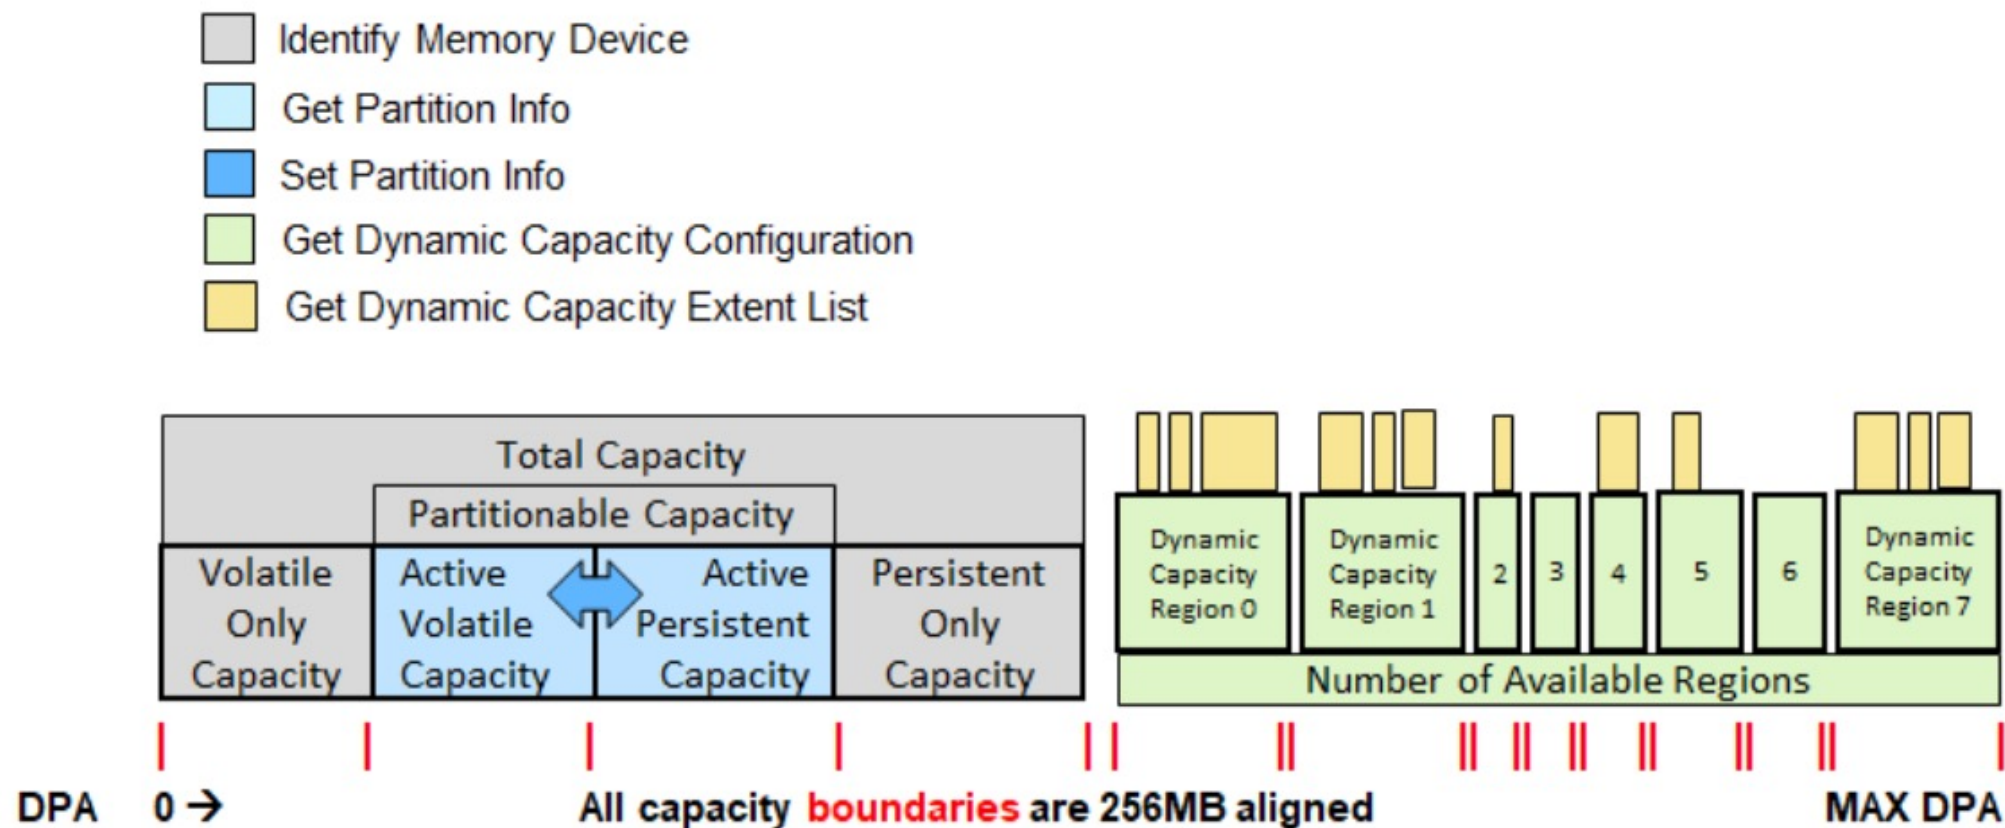 Identify Memory Device
Get Partition Info
Set Partition Info
Get Dynamic Capacity Configuration
Get Dynamic Capacity Extent List
Total Capacity
Partitionable Capacity
Volatile
Only
Capacity
Active
Volatile
Capacity
Active
Persistent
Capacity
Persistent
Only
Capacity
Dynamic
Capacity
Region 0
Dynamic
Capacity
Region 1
2
3
4
5
6
Dynamic
Capacity
Region 7
Number of Available Regions
DPA 0 → All capacity boundaries are 256MB aligned MAX DPA